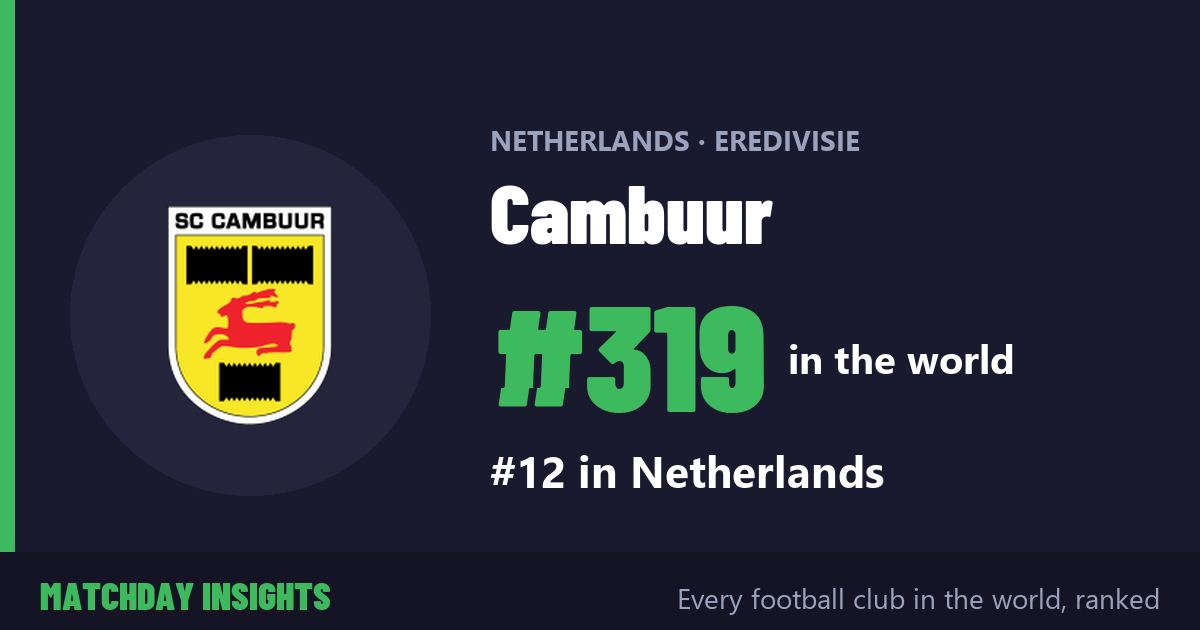 NETHERLANDS · EREDIVISIE
Cambuur
SC CAMBUUR
#319 in the world
#12 in Netherlands
MATCHDAY INSIGHTS
Every football club in the world, ranked